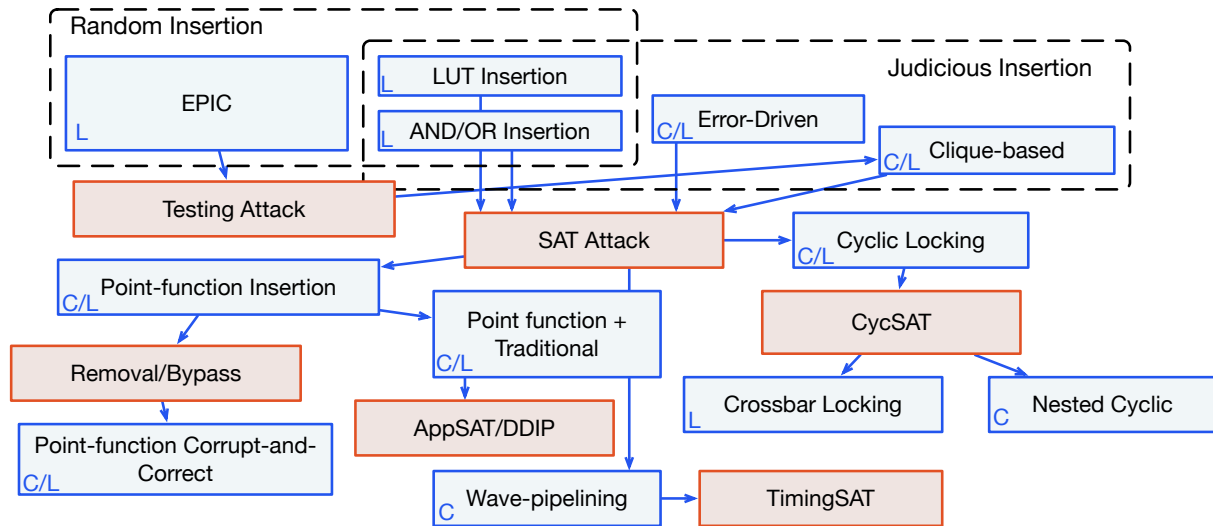 Random Insertion
Judicious Insertion
EPIC
L
LUT Insertion
L
AND/OR Insertion
L
Error-Driven
C/L
Clique-based
C/L
Testing Attack
SAT Attack
Cyclic Locking
C/L
Point-function Insertion
C/L
Point function +
Traditional
C/L
CycSAT
Removal/Bypass
Crossbar Locking
L
Nested Cyclic
C
AppSAT/DDIP
Point-function Corrupt-and-
Correct
C/L
Wave-pipelining
C
TimingSAT